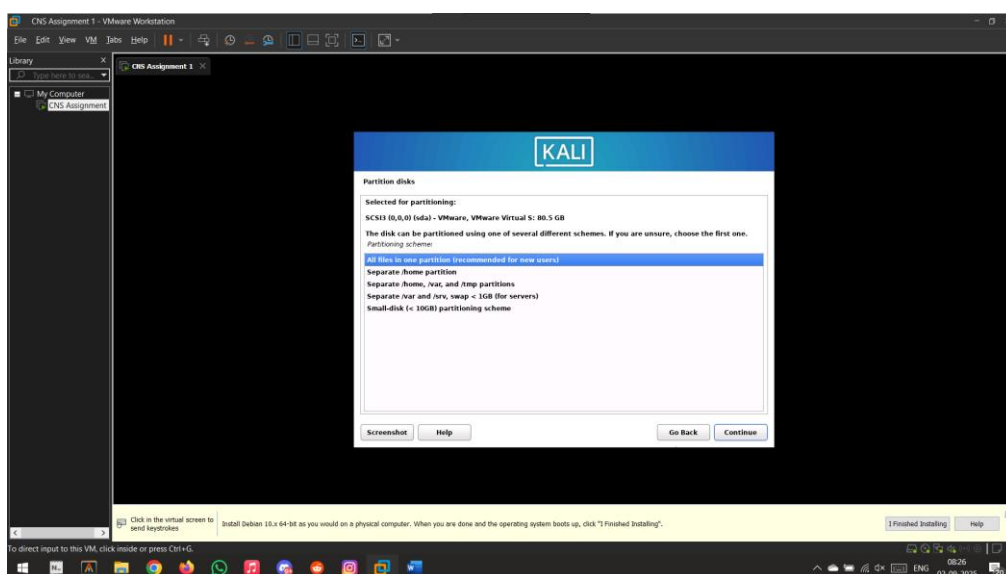 CNS Assignment 1 - VMware Workstation
File Edit View VM Tabs Help
Library X
Type here to sea...
CNS Assignment 1 ×
My Computer
CNS Assignment
KALI
Partition disks
Selected for partitioning:
SCSI3 (0,0,0) (sda) - VMware, VMware Virtual S: 80.5 GB
The disk can be partitioned using one of several different schemes. If you are unsure, choose the first one.
Partitioning scheme:
All files in one partition (recommended for new users)
Separate /home partition
Separate /home, /var, and /tmp partitions
Separate /var and /srv, swap < 1GB (for servers)
Small-disk (< 10GB) partitioning scheme
Screenshot Help Go Back Continue
Click in the virtual screen to
send keystrokes
Install Debian 10.x 64-bit as you would on a physical computer. When you are done and the operating system boots up, click "I Finished Installing".
I Finished Installing Help
To direct input to this VM, click inside or press Ctrl+G.
ENG 08:26